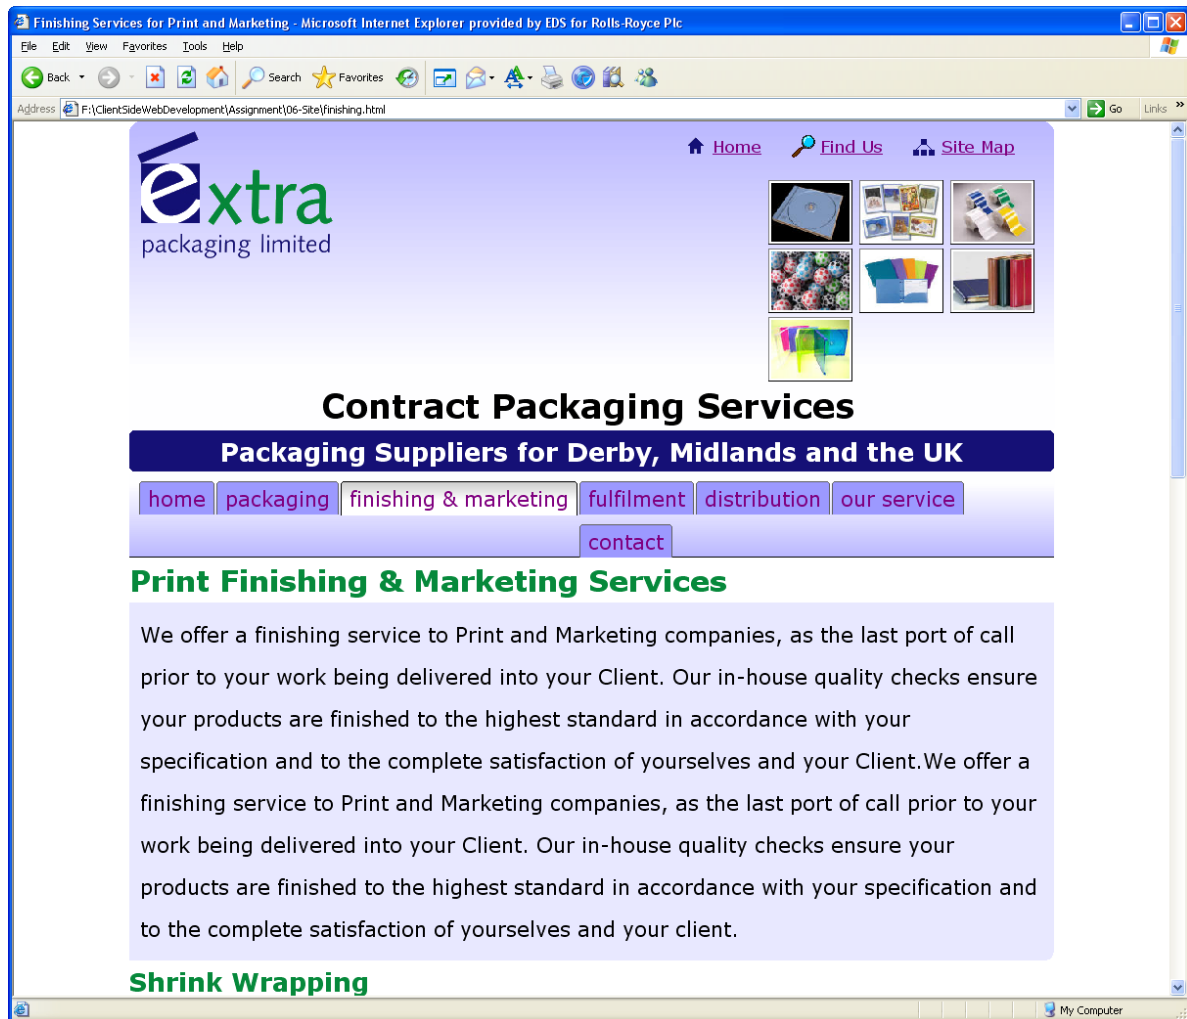 Finishing Services for Print and Marketing - Microsoft Internet Explorer provided by EDS for Rolls-Royce Plc
File Edit View Favorites Tools Help
Back Search Favorites
Address F:\ClientSideWebDevelopment\Assignment\06-Site\finishing.html Go Links »
Home Find Us Site Map
extra
packaging limited
Contract Packaging Services
Packaging Suppliers for Derby, Midlands and the UK
home packaging finishing & marketing fulfilment distribution our service
contact
Print Finishing & Marketing Services
We offer a finishing service to Print and Marketing companies, as the last port of call
prior to your work being delivered into your Client. Our in-house quality checks ensure
your products are finished to the highest standard in accordance with your
specification and to the complete satisfaction of yourselves and your Client.We offer a
finishing service to Print and Marketing companies, as the last port of call prior to your
work being delivered into your Client. Our in-house quality checks ensure your
products are finished to the highest standard in accordance with your specification and
to the complete satisfaction of yourselves and your client.
Shrink Wrapping
My Computer